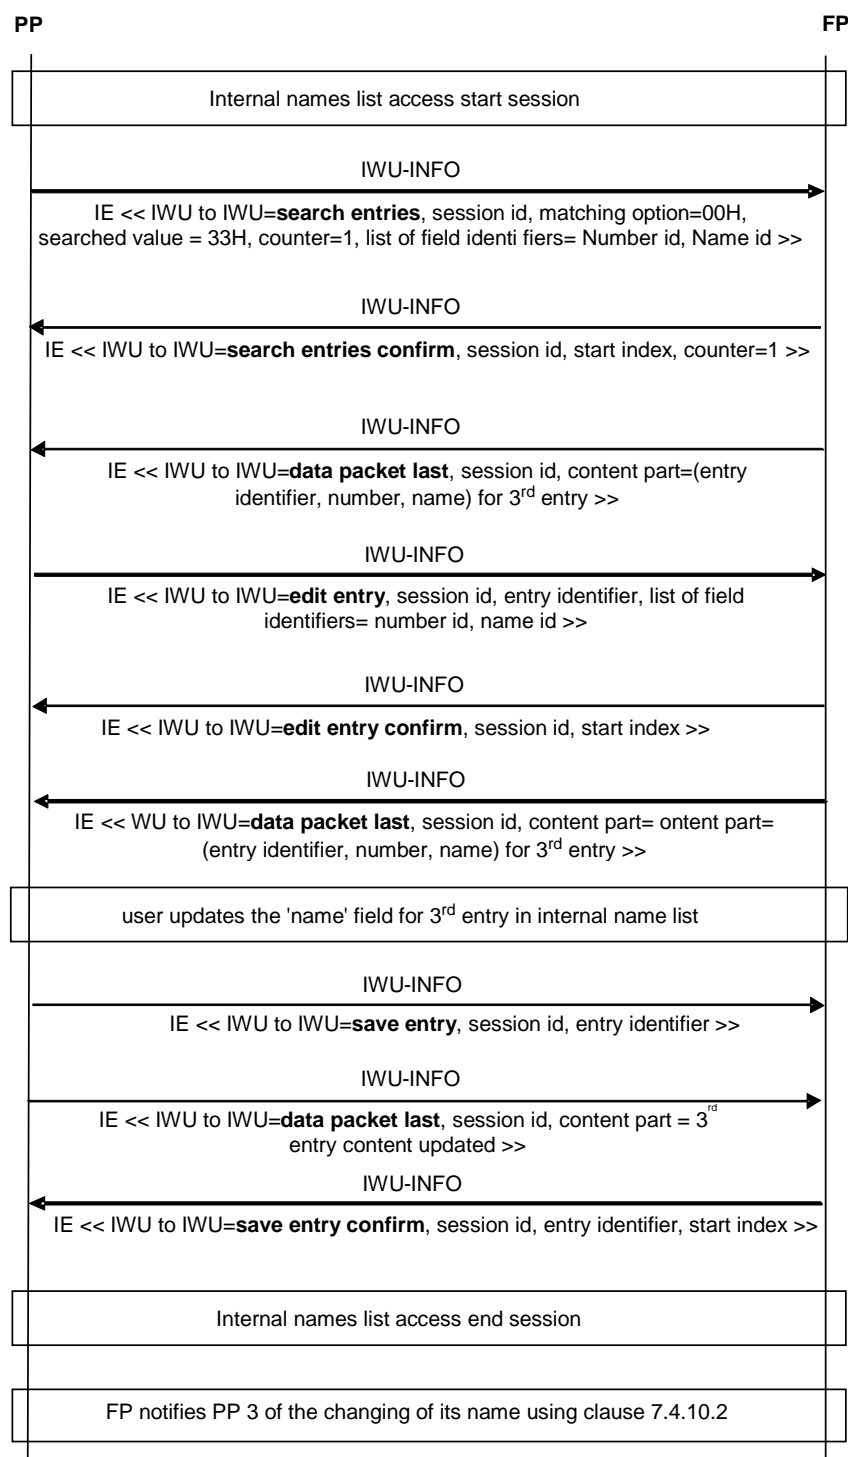 PP FP
Internal names list access start session
IWU-INFO
IE << IWU to IWU=search entries, session id, matching option=00H,
searched value = 33H, counter=1, list of field identi fiers= Number id, Name id >>
IWU-INFO
IE << IWU to IWU=search entries confirm, session id, start index, counter=1 >>
IWU-INFO
IE << IWU to IWU=data packet last, session id, content part=(entry
identifier, number, name) for 3rd entry >>
IWU-INFO
IE << IWU to IWU=edit entry, session id, entry identifier, list of field
identifiers= number id, name id >>
IWU-INFO
IE << IWU to IWU=edit entry confirm, session id, start index >>
IWU-INFO
IE << WU to IWU=data packet last, session id, content part= ontent part=
(entry identifier, number, name) for 3rd entry >>
user updates the 'name' field for 3rd entry in internal name list
IWU-INFO
IE << IWU to IWU=save entry, session id, entry identifier >>
IWU-INFO
IE << IWU to IWU=data packet last, session id, content part = 3rd
entry content updated >>
IWU-INFO
IE << IWU to IWU=save entry confirm, session id, entry identifier, start index >>
Internal names list access end session
FP notifies PP 3 of the changing of its name using clause 7.4.10.2